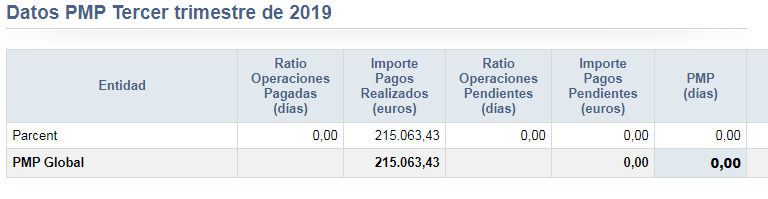 Datos PMP Tercer trimestre de 2019
Entidad
Ratio
Operaciones
Pagadas
(días)
Importe
Pagos
Realizados
(euros)
Ratio
Operaciones
Pendientes
(días)
Importe
Pagos
Pendientes
(euros)
PMP
(días)
Parcent 0,00 215.063,43 0,00 0,00 0,00
PMP Global 215.063,43 0,00 0,00